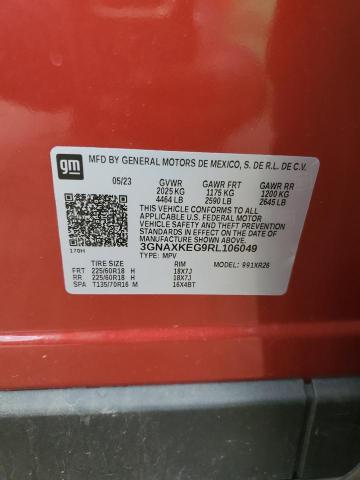 gm
MFD BY GENERAL MOTORS DE MEXICO, S. DE R.L. DE C.V.
05/23 GVWR GAWR FRT GAWR RR
2025 KG 1175 KG 1200 KG
4464 LB 2590 LB 2645 LB
THIS VEHICLE CONFORMS TO ALL
APPLICABLE U.S. FEDERAL MOTOR
VEHICLE SAFETY AND THEFT PREVENTION
STANDARDS IN EFFECT ON THE DATE OF
MANUFACTURE SHOWN ABOVE.
170H 3GNAXKEG9RL106049
TYPE: MPV MODEL: 991XR26
FRT 225/60R18 H 18X7J
RR 225/60R18 H 18X7J
SPA T135/70R16 M 16X4BT